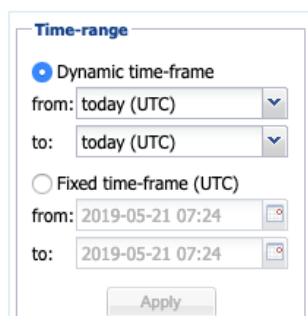 Time-range
Dynamic time-frame
from: today (UTC)
to: today (UTC)
Fixed time-frame (UTC)
from: 2019-05-21 07:24
to: 2019-05-21 07:24
Apply